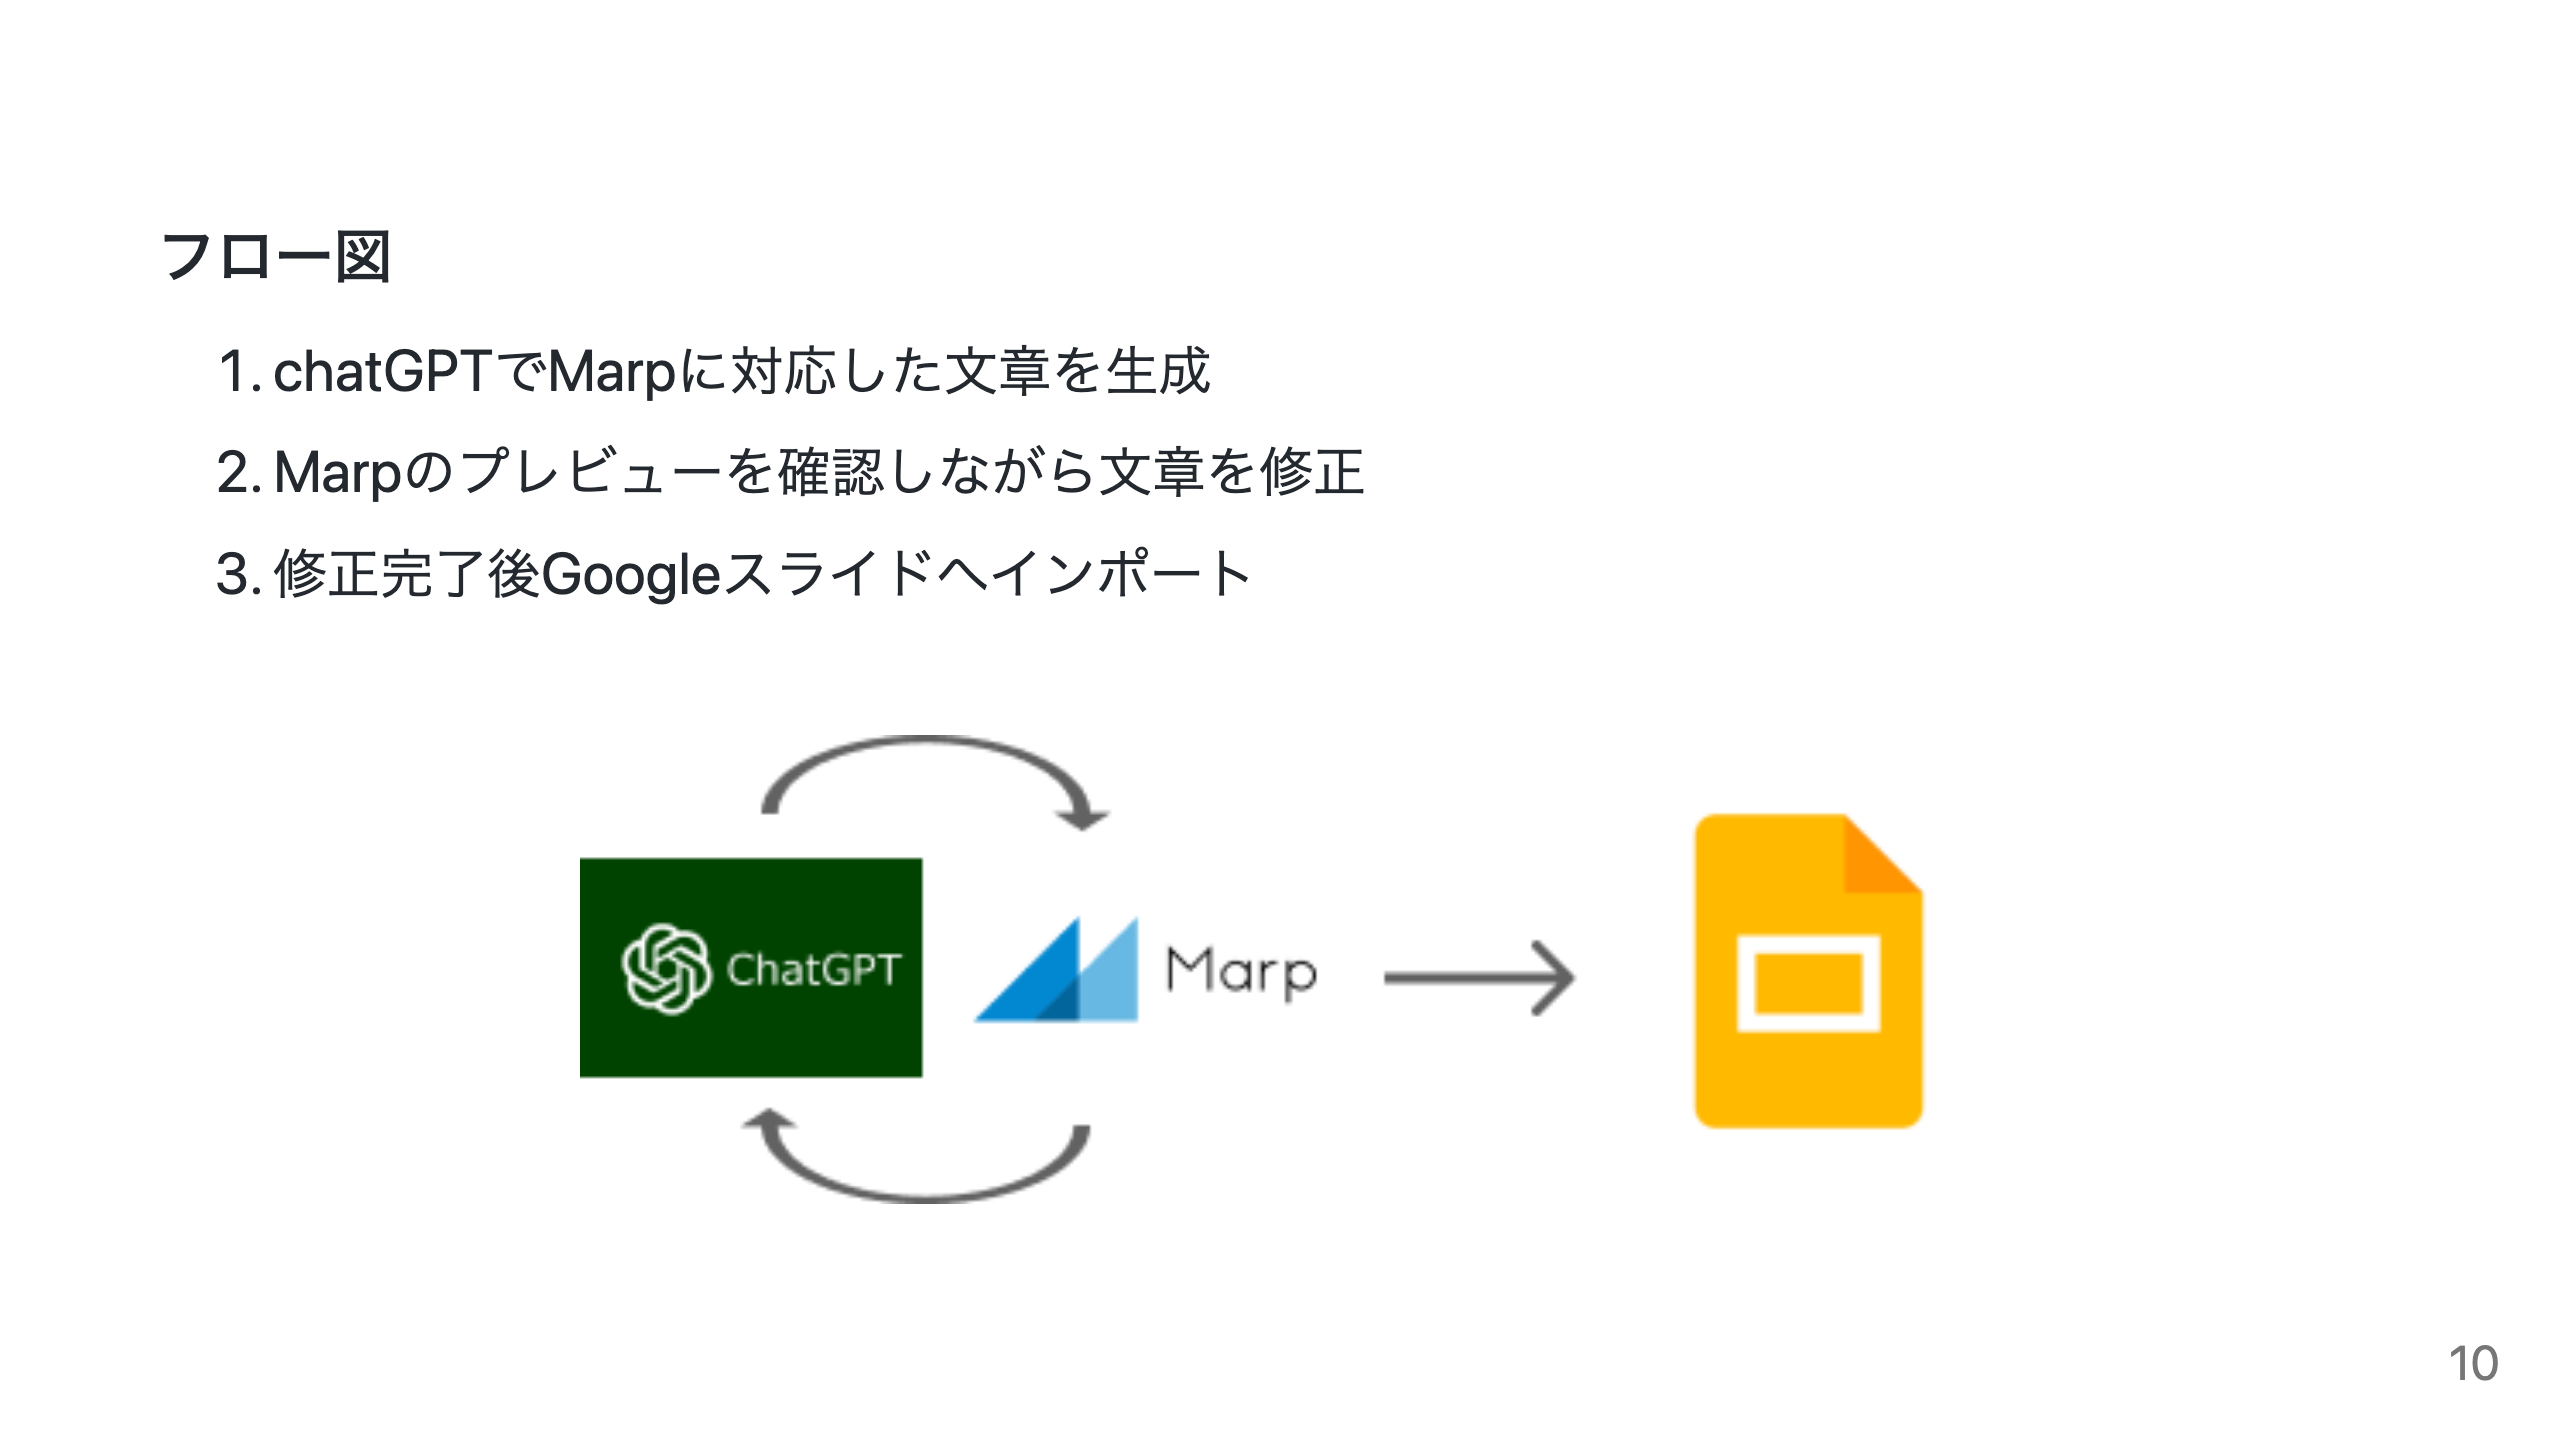 フロー図
1. chatGPTでMarpに対応した文章を生成
2. Marpのプレビューを確認しながら文章を修正
3. 修正完了後Googleスライドへインポート
ChatGPT
Marp
10